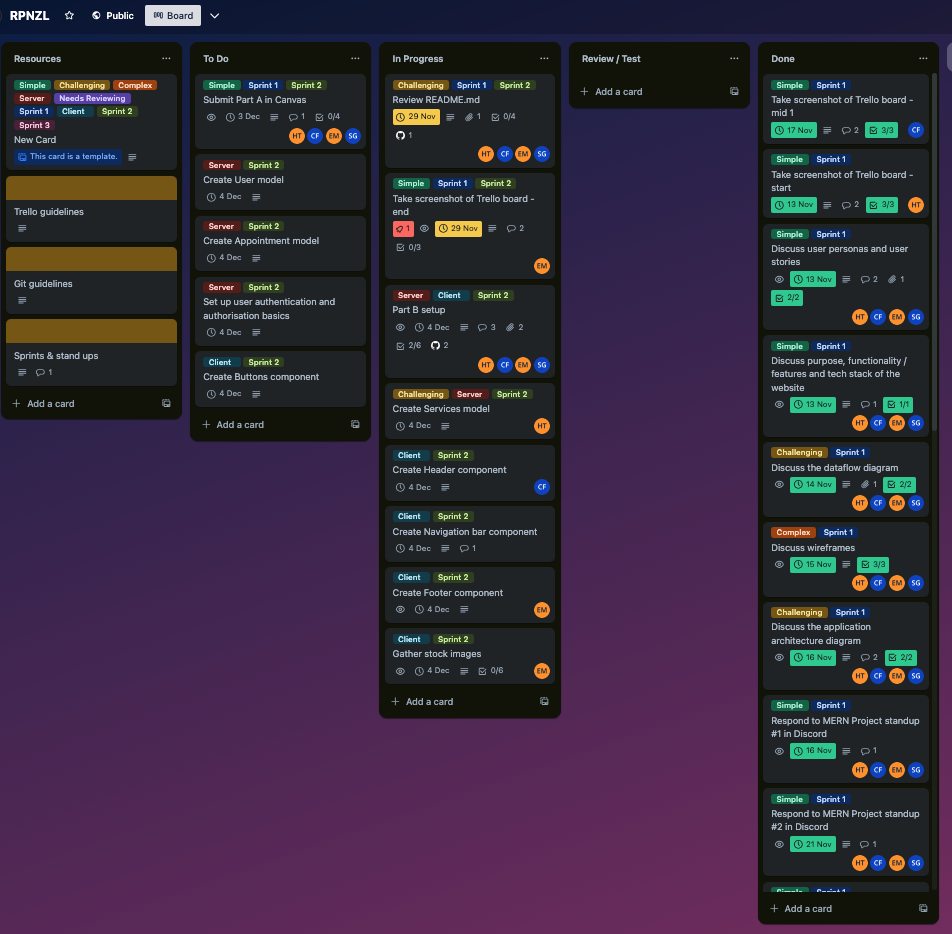 RPNZL Public Board
Resources
Simple Challenging Complex
Server Needs Reviewing
Sprint 1 Client Sprint 2
Sprint 3
New Card
This card is a template.
Trello guidelines
Git guidelines
Sprints & stand ups
1
Add a card
To Do
Simple Sprint 1 Sprint 2
Submit Part A in Canvas
3 Dec 1 0/4
HT CF EM SG
Server Sprint 2
Create User model
4 Dec
Server Sprint 2
Create Appointment model
4 Dec
Server Sprint 2
Set up user authentication and
authorisation basics
4 Dec
Client Sprint 2
Create Buttons component
4 Dec
Add a card
In Progress
Challenging Sprint 1 Sprint 2
Review README.md
29 Nov 1 0/4
1
HT CF EM SG
Simple Sprint 1 Sprint 2
Take screenshot of Trello board -
end
1 29 Nov 2
0/3
EM
Server Client Sprint 2
Part B setup
4 Dec 3 2
2/6 2
HT CF EM SG
Challenging Server Sprint 2
Create Services model
4 Dec HT
Client Sprint 2
Create Header component
4 Dec CF
Client Sprint 2
Create Navigation bar component
4 Dec 1
Client Sprint 2
Create Footer component
4 Dec EM
Client Sprint 2
Gather stock images
4 Dec 0/6 EM
Add a card
Review / Test
Add a card
Done
Simple Sprint 1
Take screenshot of Trello board -
mid 1
17 Nov 2 3/3 CF
Simple Sprint 1
Take screenshot of Trello board -
start
13 Nov 2 3/3 HT
Simple Sprint 1
Discuss user personas and user
stories
13 Nov 2 1
2/2
HT CF EM SG
Simple Sprint 1
Discuss purpose, functionality /
features and tech stack of the
website
13 Nov 1 1/1
HT CF EM SG
Challenging Sprint 1
Discuss the dataflow diagram
14 Nov 1 2/2
HT CF EM SG
Complex Sprint 1
Discuss wireframes
15 Nov 3/3
HT CF EM SG
Challenging Sprint 1
Discuss the application
architecture diagram
16 Nov 2 2/2
HT CF EM SG
Simple Sprint 1
Respond to MERN Project standup
#1 in Discord
16 Nov 1
HT CF EM SG
Simple Sprint 1
Respond to MERN Project standup
#2 in Discord
21 Nov 1
HT CF EM SG
Simple Sprint 1
Add a card